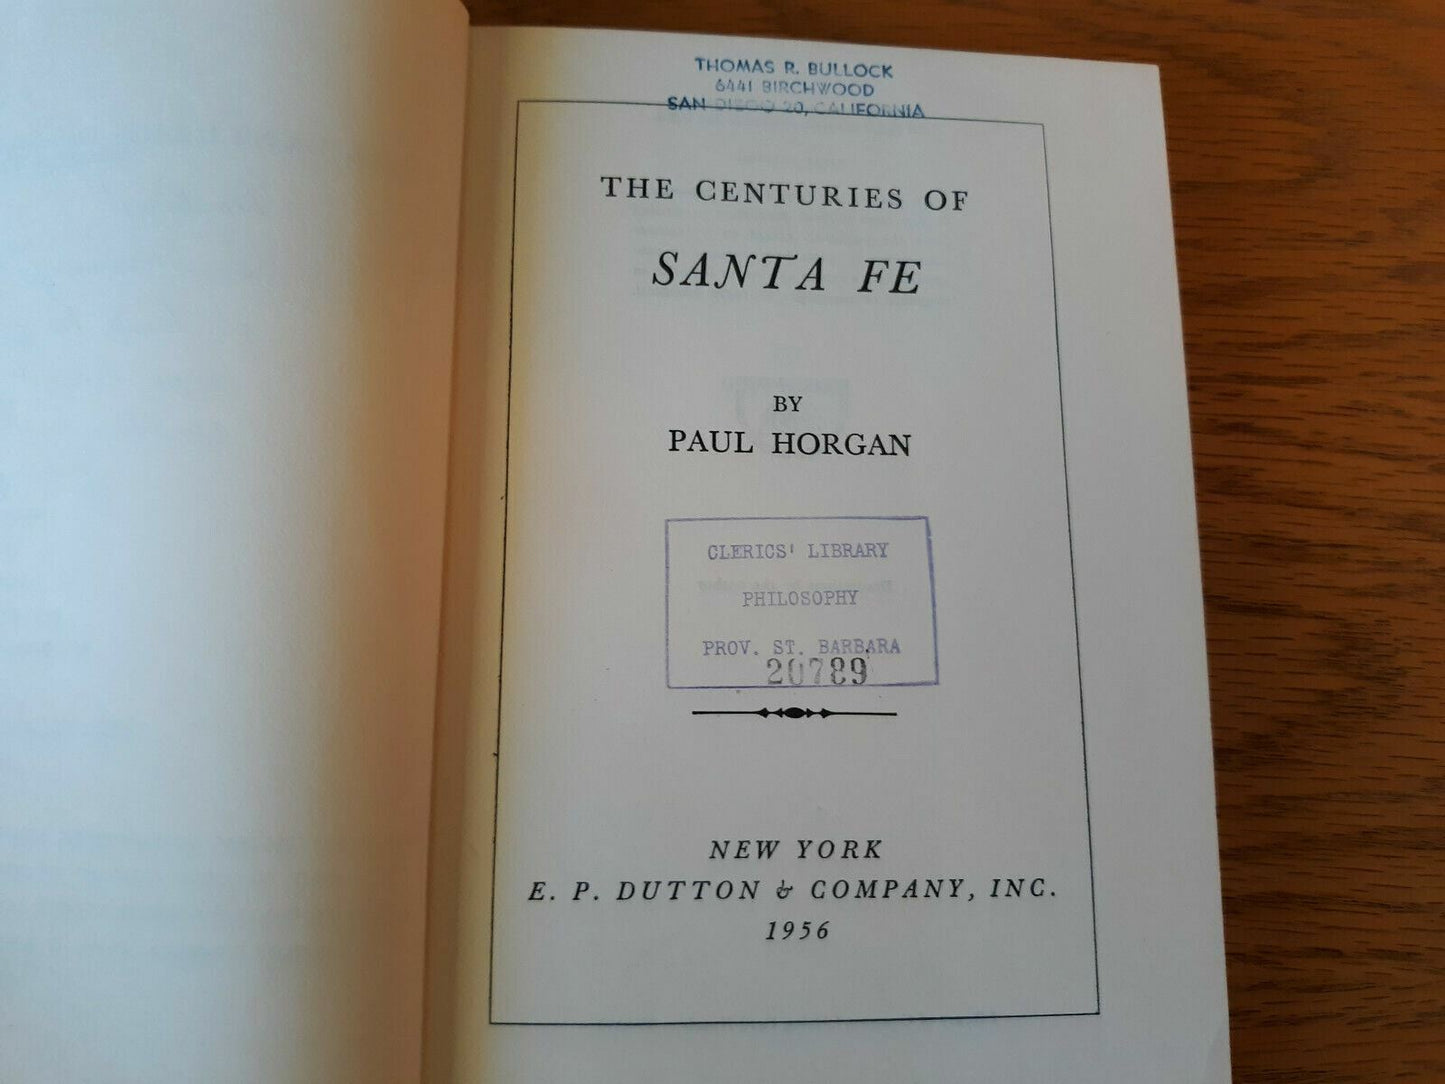 THOMAS R. BULLOCK
6441 BIRCHWOOD
SAN DIEGO 20, CALIFORNIA
THE CENTURIES OF
SANTA FE
BY
PAUL HORGAN
CLERICS' LIBRARY
PHILOSOPHY
PROV. ST. BARBARA
20789
NEW YORK
E. P. DUTTON & COMPANY, INC.
1956